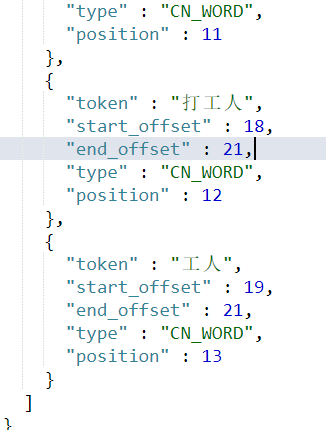 "type" : "CN_WORD",
"position" : 11
},
{
"token" : "打工人",
"start_offset" : 18,
"end_offset" : 21,
"type" : "CN_WORD",
"position" : 12
},
{
"token" : "工人",
"start_offset" : 19,
"end_offset" : 21,
"type" : "CN_WORD",
"position" : 13
}
]
}